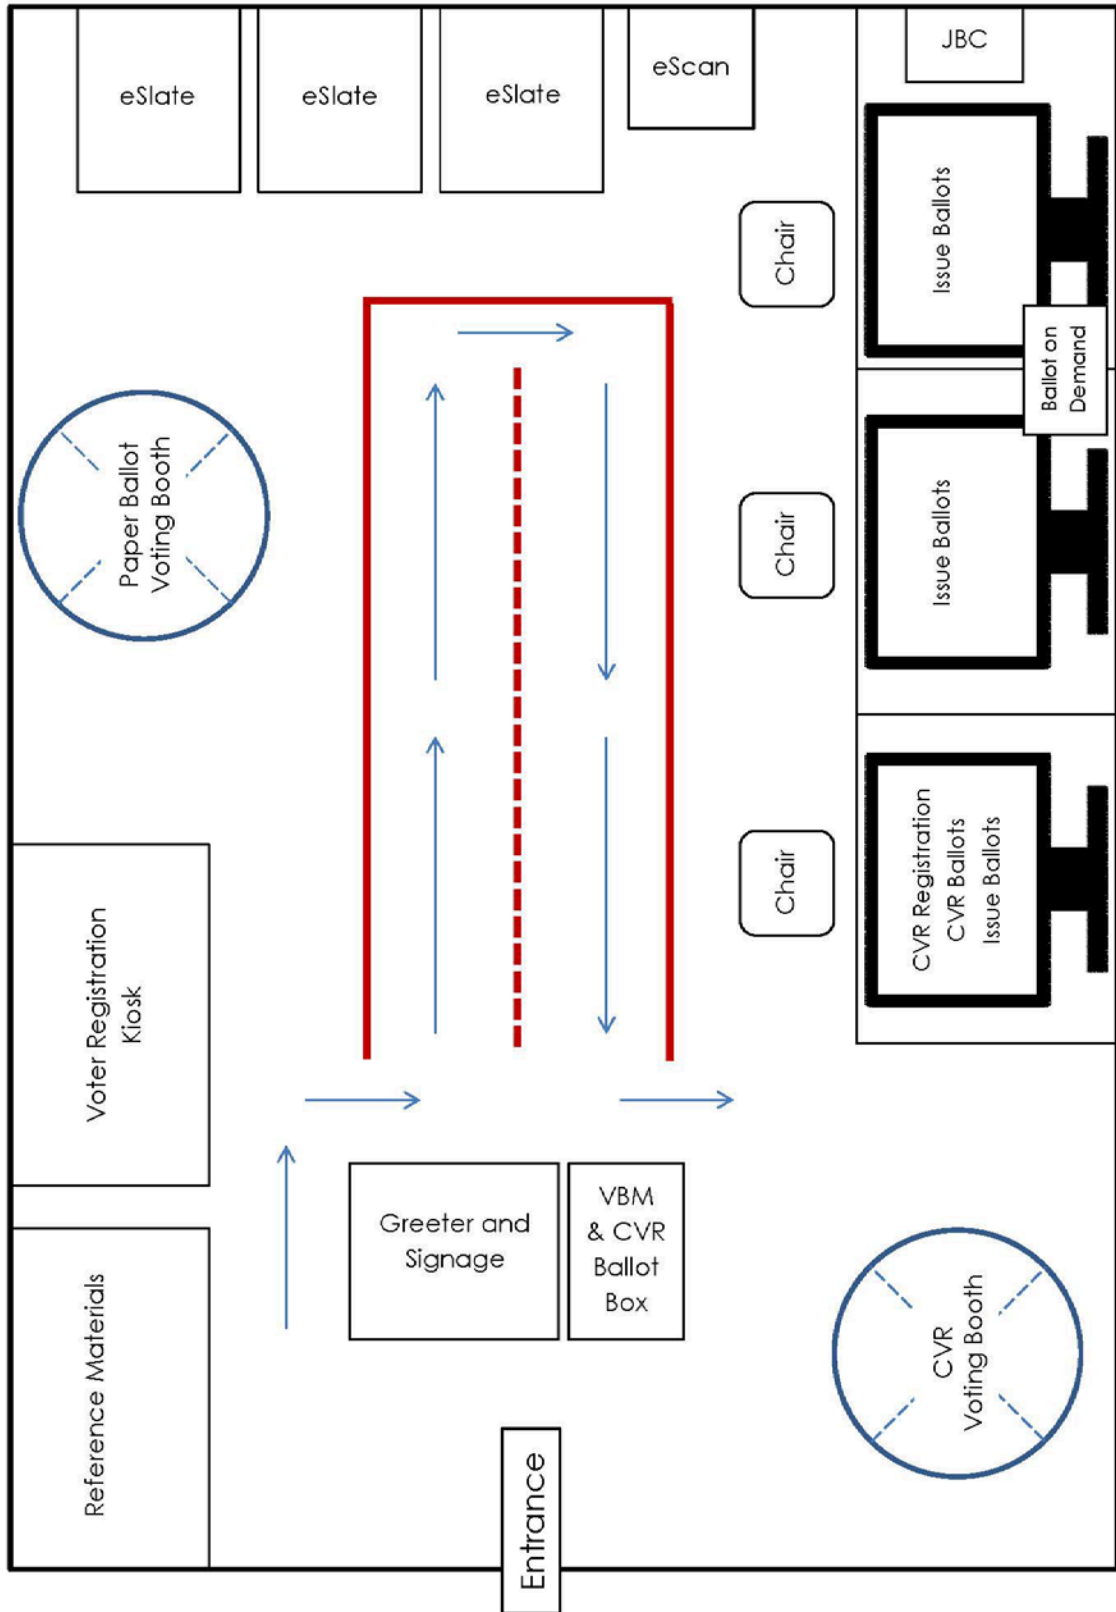 eSlate
eSlate
eSlate
eScan
JBC
Issue Ballots
Chair
Ballot on
Demand
Paper Ballot
Voting Booth
Chair
Issue Ballots
Voter Registration
Kiosk
Chair
CVR Registration
CVR Ballots
Issue Ballots
Greeter and
Signage
VBM
& CVR
Ballot
Box
Reference Materials
CVR
Voting Booth
Entrance